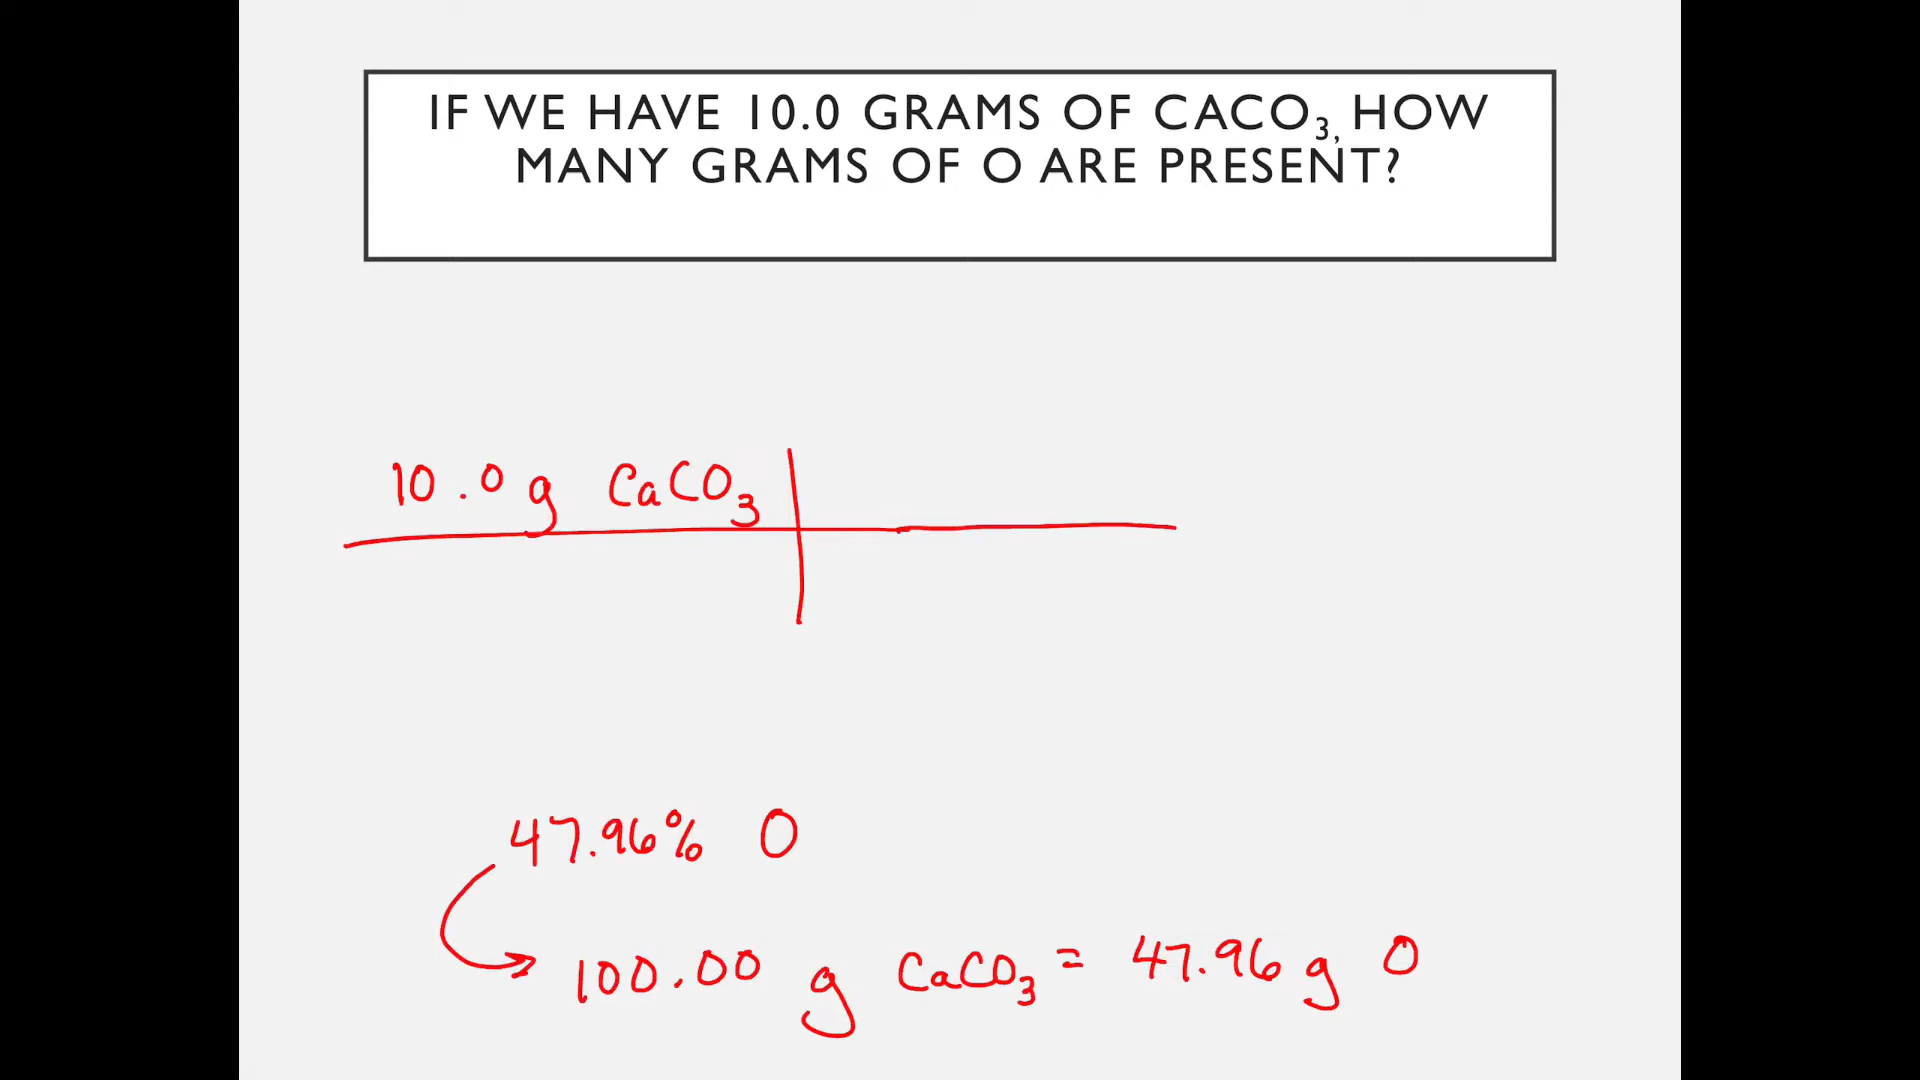 IF WE HAVE 10.0 GRAMS OF CACO₃, HOW
MANY GRAMS OF O ARE PRESENT?
10.0 g CaCO₃
47.96% O
100.00 g CaCO₃ = 47.96 g O